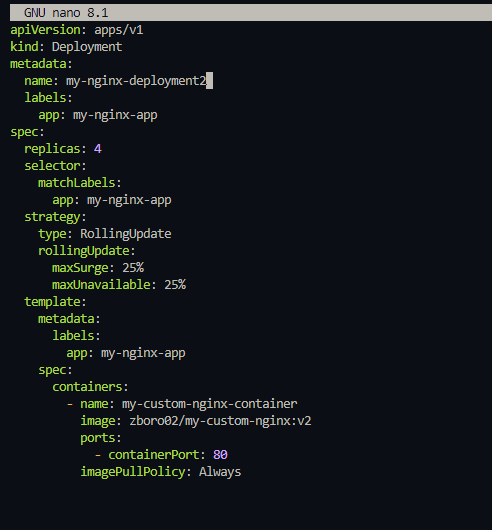 GNU nano 8.1
apiVersion: apps/v1
kind: Deployment
metadata:
  name: my-nginx-deployment2
  labels:
    app: my-nginx-app
spec:
  replicas: 4
  selector:
    matchLabels:
      app: my-nginx-app
  strategy:
    type: RollingUpdate
    rollingUpdate:
      maxSurge: 25%
      maxUnavailable: 25%
  template:
    metadata:
      labels:
        app: my-nginx-app
    spec:
      containers:
        - name: my-custom-nginx-container
          image: zboro02/my-custom-nginx:v2
          ports:
            - containerPort: 80
          imagePullPolicy: Always